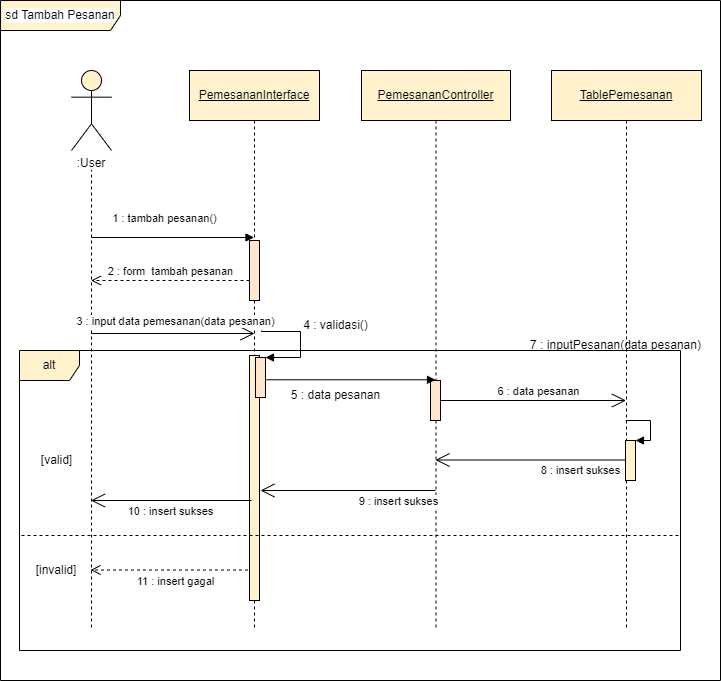 sd Tambah Pesanan
PemesananInterface
PemesananController
TablePemesanan
:User
1 : tambah pesanan()
2 : form tambah pesanan
3 : input data pemesanan(data pesanan)
4 : validasi()
7 : inputPesanan(data pesanan)
alt
5 : data pesanan
6 : data pesanan
[valid]
8 : insert sukses
9 : insert sukses
10 : insert sukses
[invalid]
11 : insert gagal